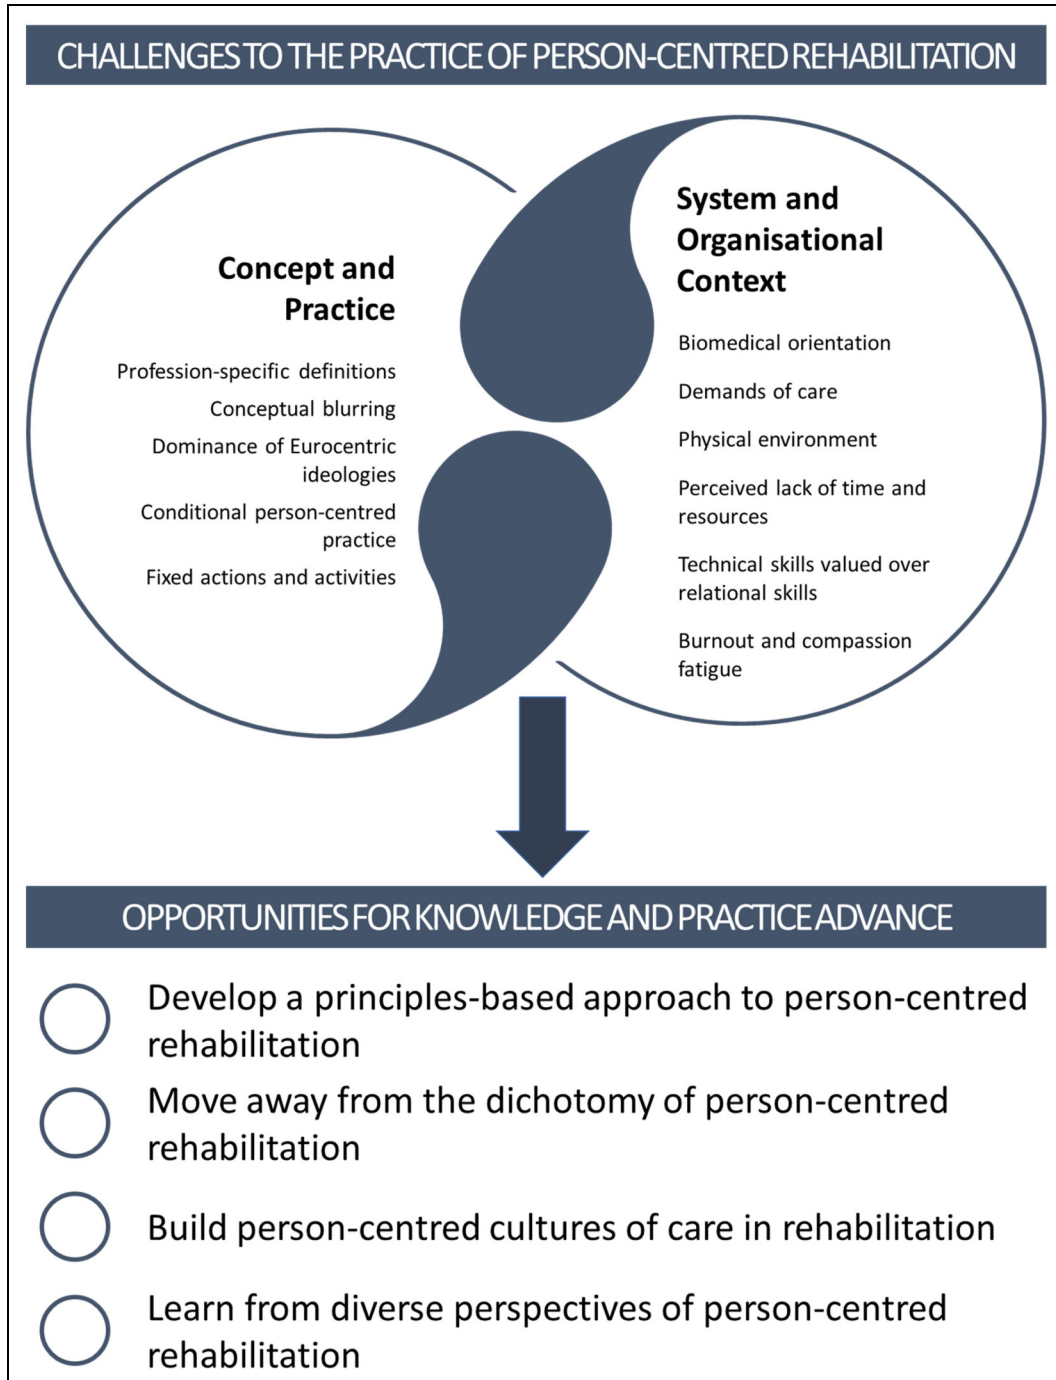 CHALLENGES TO THE PRACTICE OF PERSON-CENTRED REHABILITATION
Concept and
Practice
Profession-specific definitions
Conceptual blurring
Dominance of Eurocentric
ideologies
Conditional person-centred
practice
Fixed actions and activities
System and
Organisational
Context
Biomedical orientation
Demands of care
Physical environment
Perceived lack of time and
resources
Technical skills valued over
relational skills
Burnout and compassion
fatigue
OPPORTUNITIES FOR KNOWLEDGE AND PRACTICE ADVANCE
Develop a principles-based approach to person-centred
rehabilitation
Move away from the dichotomy of person-centred
rehabilitation
Build person-centred cultures of care in rehabilitation
Learn from diverse perspectives of person-centred
rehabilitation